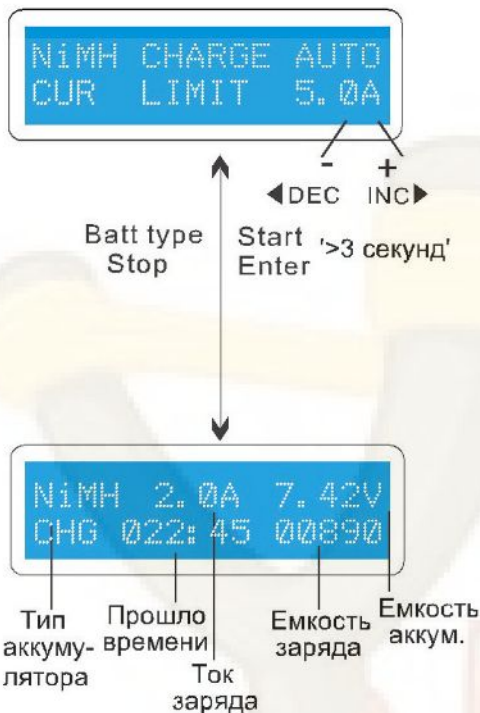 NiMH CHARGE AUTO
CUR LIMIT 5.0A
- +
◀DEC INC▶
Batt type
Stop
Start
Enter
'>3 секунд'
NiMH 2.0A 7.42V
CHG 022:45 00890
Тип
аккуму-
лятора
Прошло
времени
Ток
заряда
Емкость
заряда
Емкость
аккум.